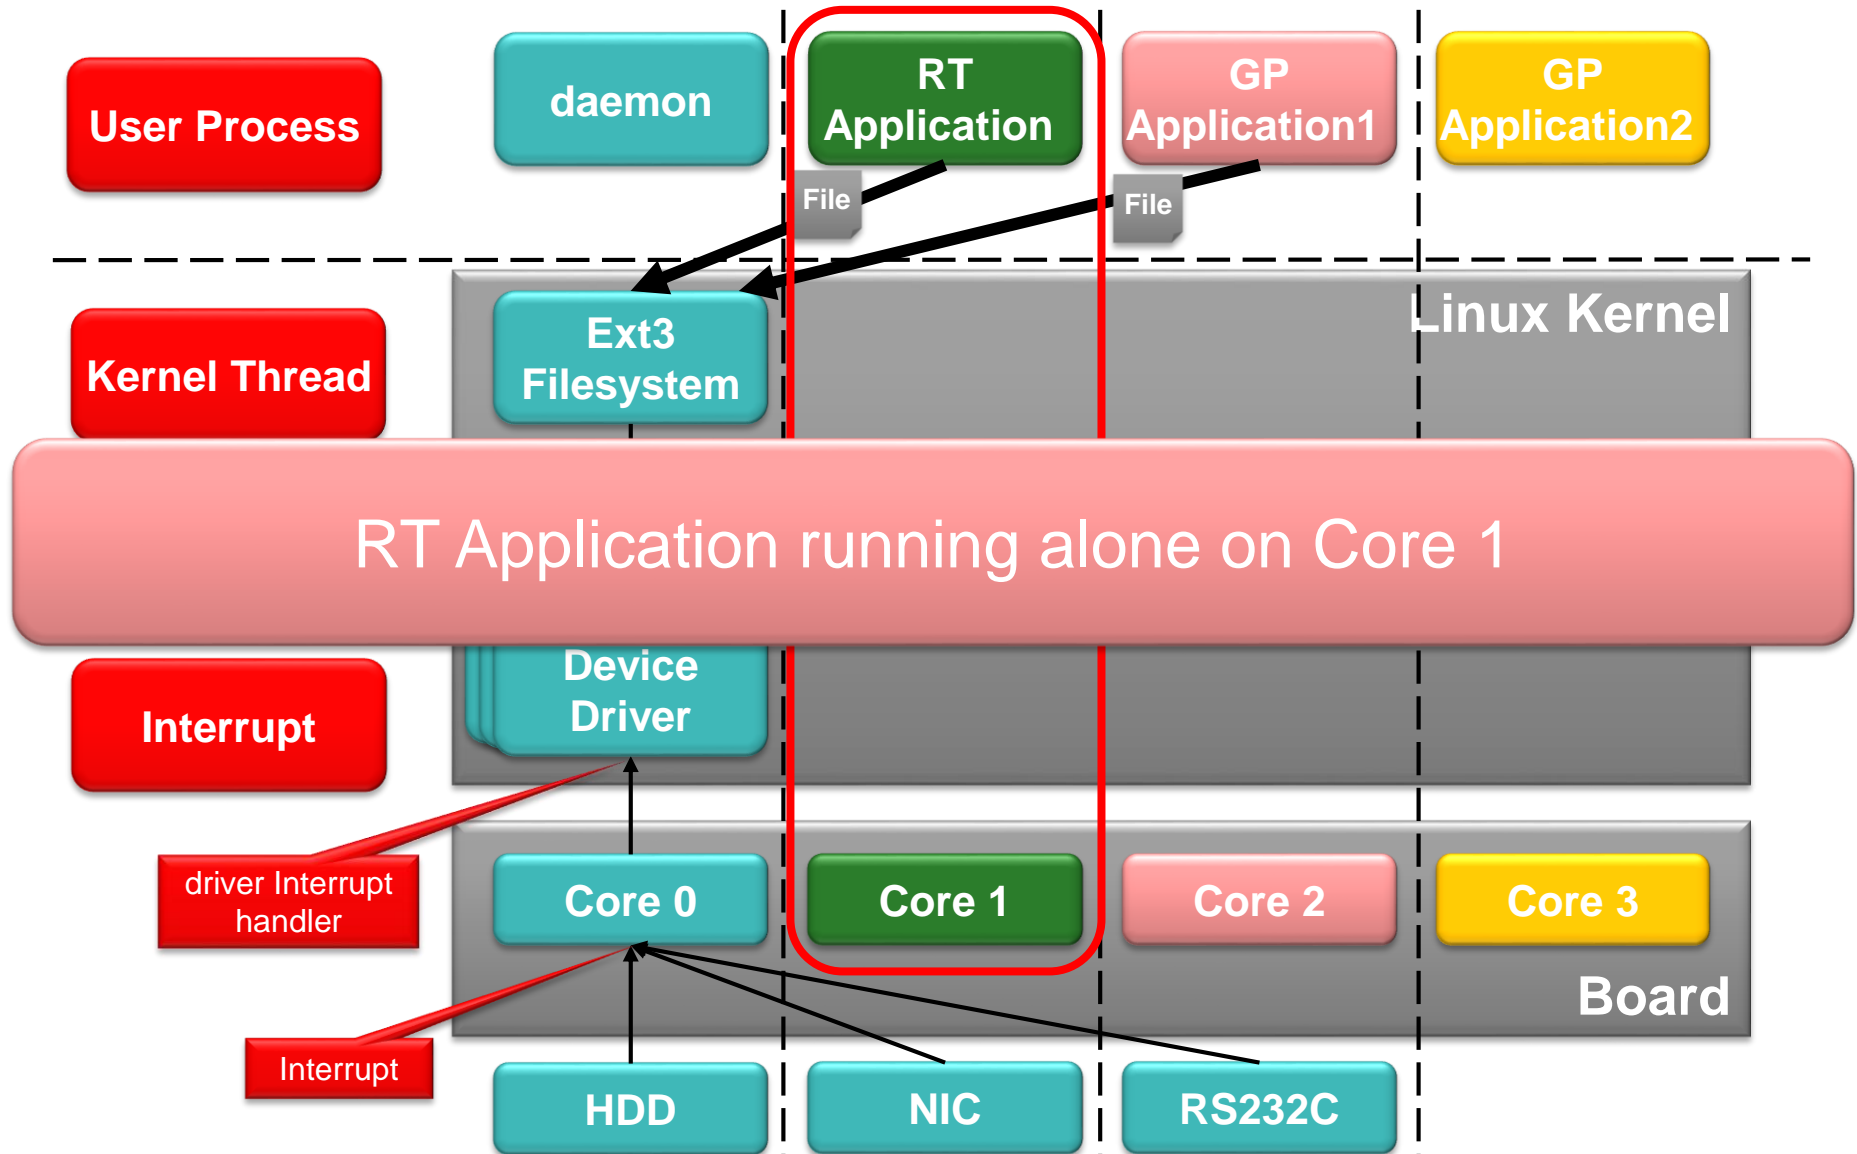 User Process
daemon
RT
Application
GP
Application1
GP
Application2
File
File
Linux Kernel
Kernel Thread
Ext3
Filesystem
RT Application running alone on Core 1
Interrupt
Device
Driver
driver Interrupt
handler
Core 0
Core 1
Core 2
Core 3
Board
Interrupt
HDD
NIC
RS232C